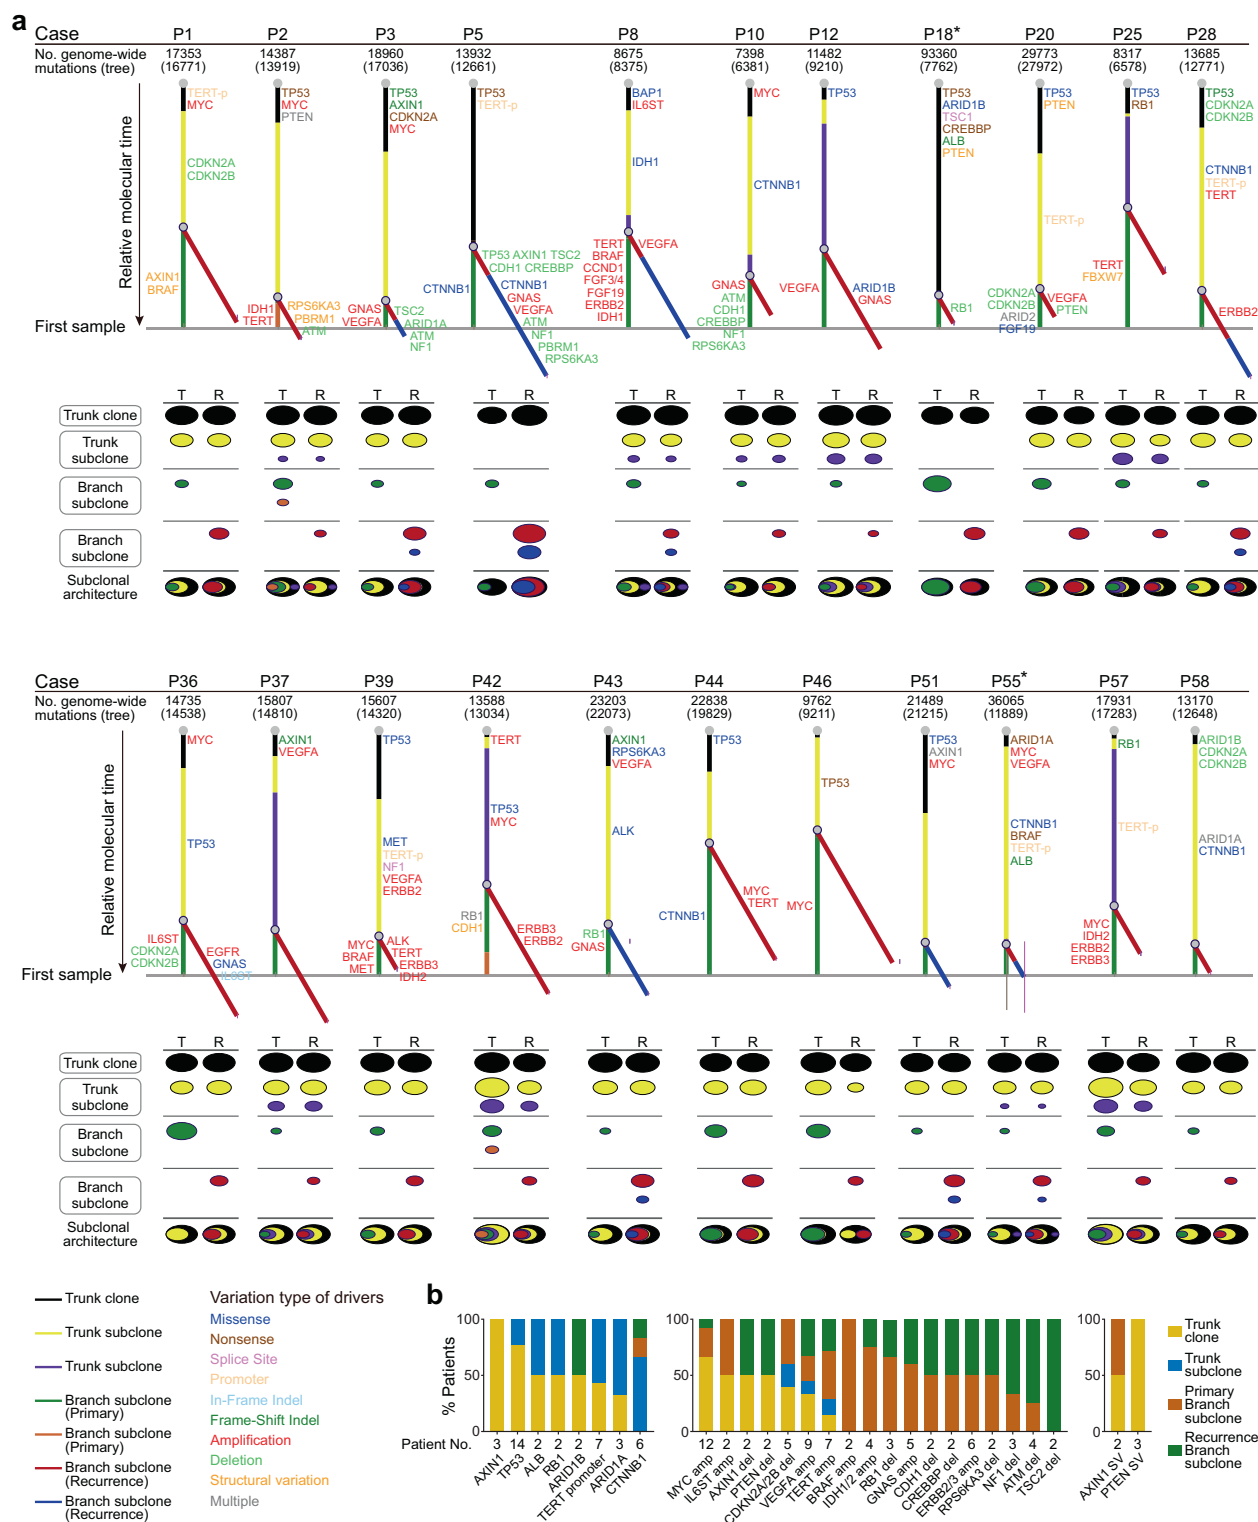 a
Case P1 P2 P3 P5 P8 P10 P12 P18* P20 P25 P28
No. genome-wide 17353 14387 18960 13932 8675 7398 11482 93360 29773 8317 13685
mutations (tree) (16771) (13919) (17036) (12661) (8375) (6381) (9210) (7762) (27972) (6578) (12771)
Relative molecular time
First sample
TERT-p
MYC
CDKN2A
CDKN2B
AXIN1
BRAF
TP53
MYC
PTEN
IDH1
TERT
RPS6KA3
PBRM1
ATM
TP53
AXIN1
CDKN2A
MYC
GNAS
VEGFA
TSC2
ARID1A
ATM
NF1
TP53
TERT-p
TP53 AXIN1 TSC2
CDH1 CREBBP
CTNNB1
CTNNB1
GNAS
VEGFA
ATM
NF1
PBRM1
RPS6KA3
BAP1
IL6ST
IDH1
TERT
BRAF
CCND1
FGF3/4
FGF19
ERBB2
IDH1
VEGFA
MYC
CTNNB1
GNAS
ATM
CDH1
CREBBP
NF1
RPS6KA3
TP53
VEGFA
ARID1B
GNAS
TP53
ARID1B
TSC1
CREBBP
ALB
PTEN
RB1
TP53
PTEN
TERT-p
CDKN2A
CDKN2B
ARID2
FGF19
VEGFA
PTEN
TP53
RB1
TERT
FBXW7
TP53
CDKN2A
CDKN2B
CTNNB1
TERT-p
TERT
ERBB2
T R T R T R T R T R T R T R T R T R T R T R
Trunk clone
Trunk
subclone
Branch
subclone
Branch
subclone
Subclonal
architecture
Case P36 P37 P39 P42 P43 P44 P46 P51 P55* P57 P58
No. genome-wide 14735 15807 15607 13588 23203 22838 9762 21489 36065 17931 13170
mutations (tree) (14538) (14810) (14320) (13034) (22073) (19829) (9211) (21215) (11889) (17283) (12648)
Relative molecular time
First sample
MYC
TP53
IL6ST
CDKN2A
CDKN2B
EGFR
GNAS
IL6ST
AXIN1
VEGFA
TP53
MET
TERT-p
NF1
VEGFA
ERBB2
MYC
BRAF
MET
ALK
TERT
ERBB3
IDH2
TERT
TP53
MYC
RB1
CDH1
ERBB3
ERBB2
AXIN1
RPS6KA3
VEGFA
ALK
RB1
GNAS
TP53
CTNNB1
MYC
TERT
TP53
MYC
TP53
AXIN1
MYC
ARID1A
MYC
VEGFA
CTNNB1
BRAF
TERT-p
ALB
RB1
TERT-p
MYC
IDH2
ERBB2
ERBB3
ARID1B
CDKN2A
CDKN2B
ARID1A
CTNNB1
T R T R T R T R T R T R T R T R T R T R T R
Trunk clone
Trunk
subclone
Branch
subclone
Branch
subclone
Subclonal
architecture
Trunk clone
Trunk subclone
Trunk subclone
Branch subclone
(Primary)
Branch subclone
(Primary)
Branch subclone
(Recurrence)
Branch subclone
(Recurrence)
Variation type of drivers
Missense
Nonsense
Splice Site
Promoter
In-Frame Indel
Frame-Shift Indel
Amplification
Deletion
Structural variation
Multiple
b
% Patients
100
50
0
Patient No. 3 14 2 2 2 7 3 6
AXIN1
TP53
ALB
RB1
ARID1B
TERT promoter
ARID1A
CTNNB1
100
50
0
12 2 2 2 5 9 7 2 4 3 5 2 2 6 2 3 4 2
MYC amp
IL6ST amp
AXIN1 del
PTEN del
CDKN2A/2B del
VEGFA amp
TERT amp
BRAF amp
IDH1/2 amp
RB1 del
GNAS amp
CDH1 del
CREBBP del
ERBB2/3 amp
RPS6KA3 del
NF1 del
ATM del
TSC2 del
100
50
0
2 3
AXIN1 SV
PTEN SV
Trunk
clone
Trunk
subclone
Primary
Branch
subclone
Recurrence
Branch
subclone